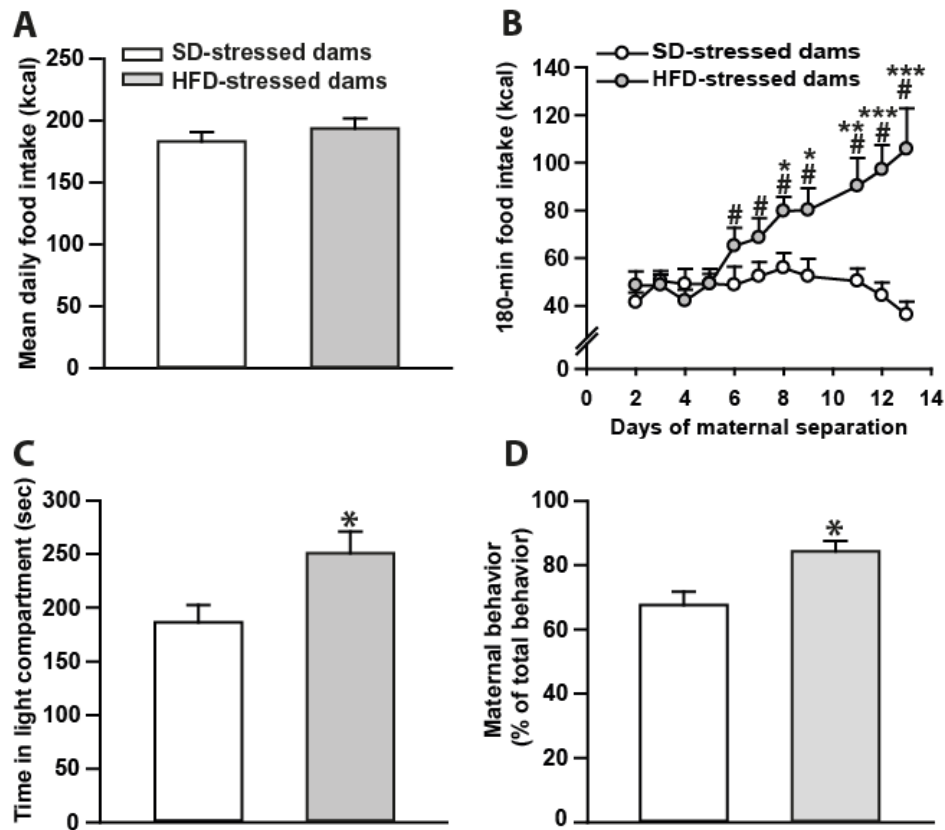 A
Mean daily food intake (kcal)
250
200
150
100
50
0
SD-stressed dams
HFD-stressed dams
B
180-min food intake (kcal)
140
120
100
80
60
40
0
SD-stressed dams
HFD-stressed dams
#
#
*
#
*
#
**
#
***
#
***
#
0 2 4 6 8 10 12 14
Days of maternal separation
C
Time in light compartment (sec)
300
250
200
150
100
50
0
*
D
Maternal behavior
(% of total behavior)
100
80
60
40
20
0
*